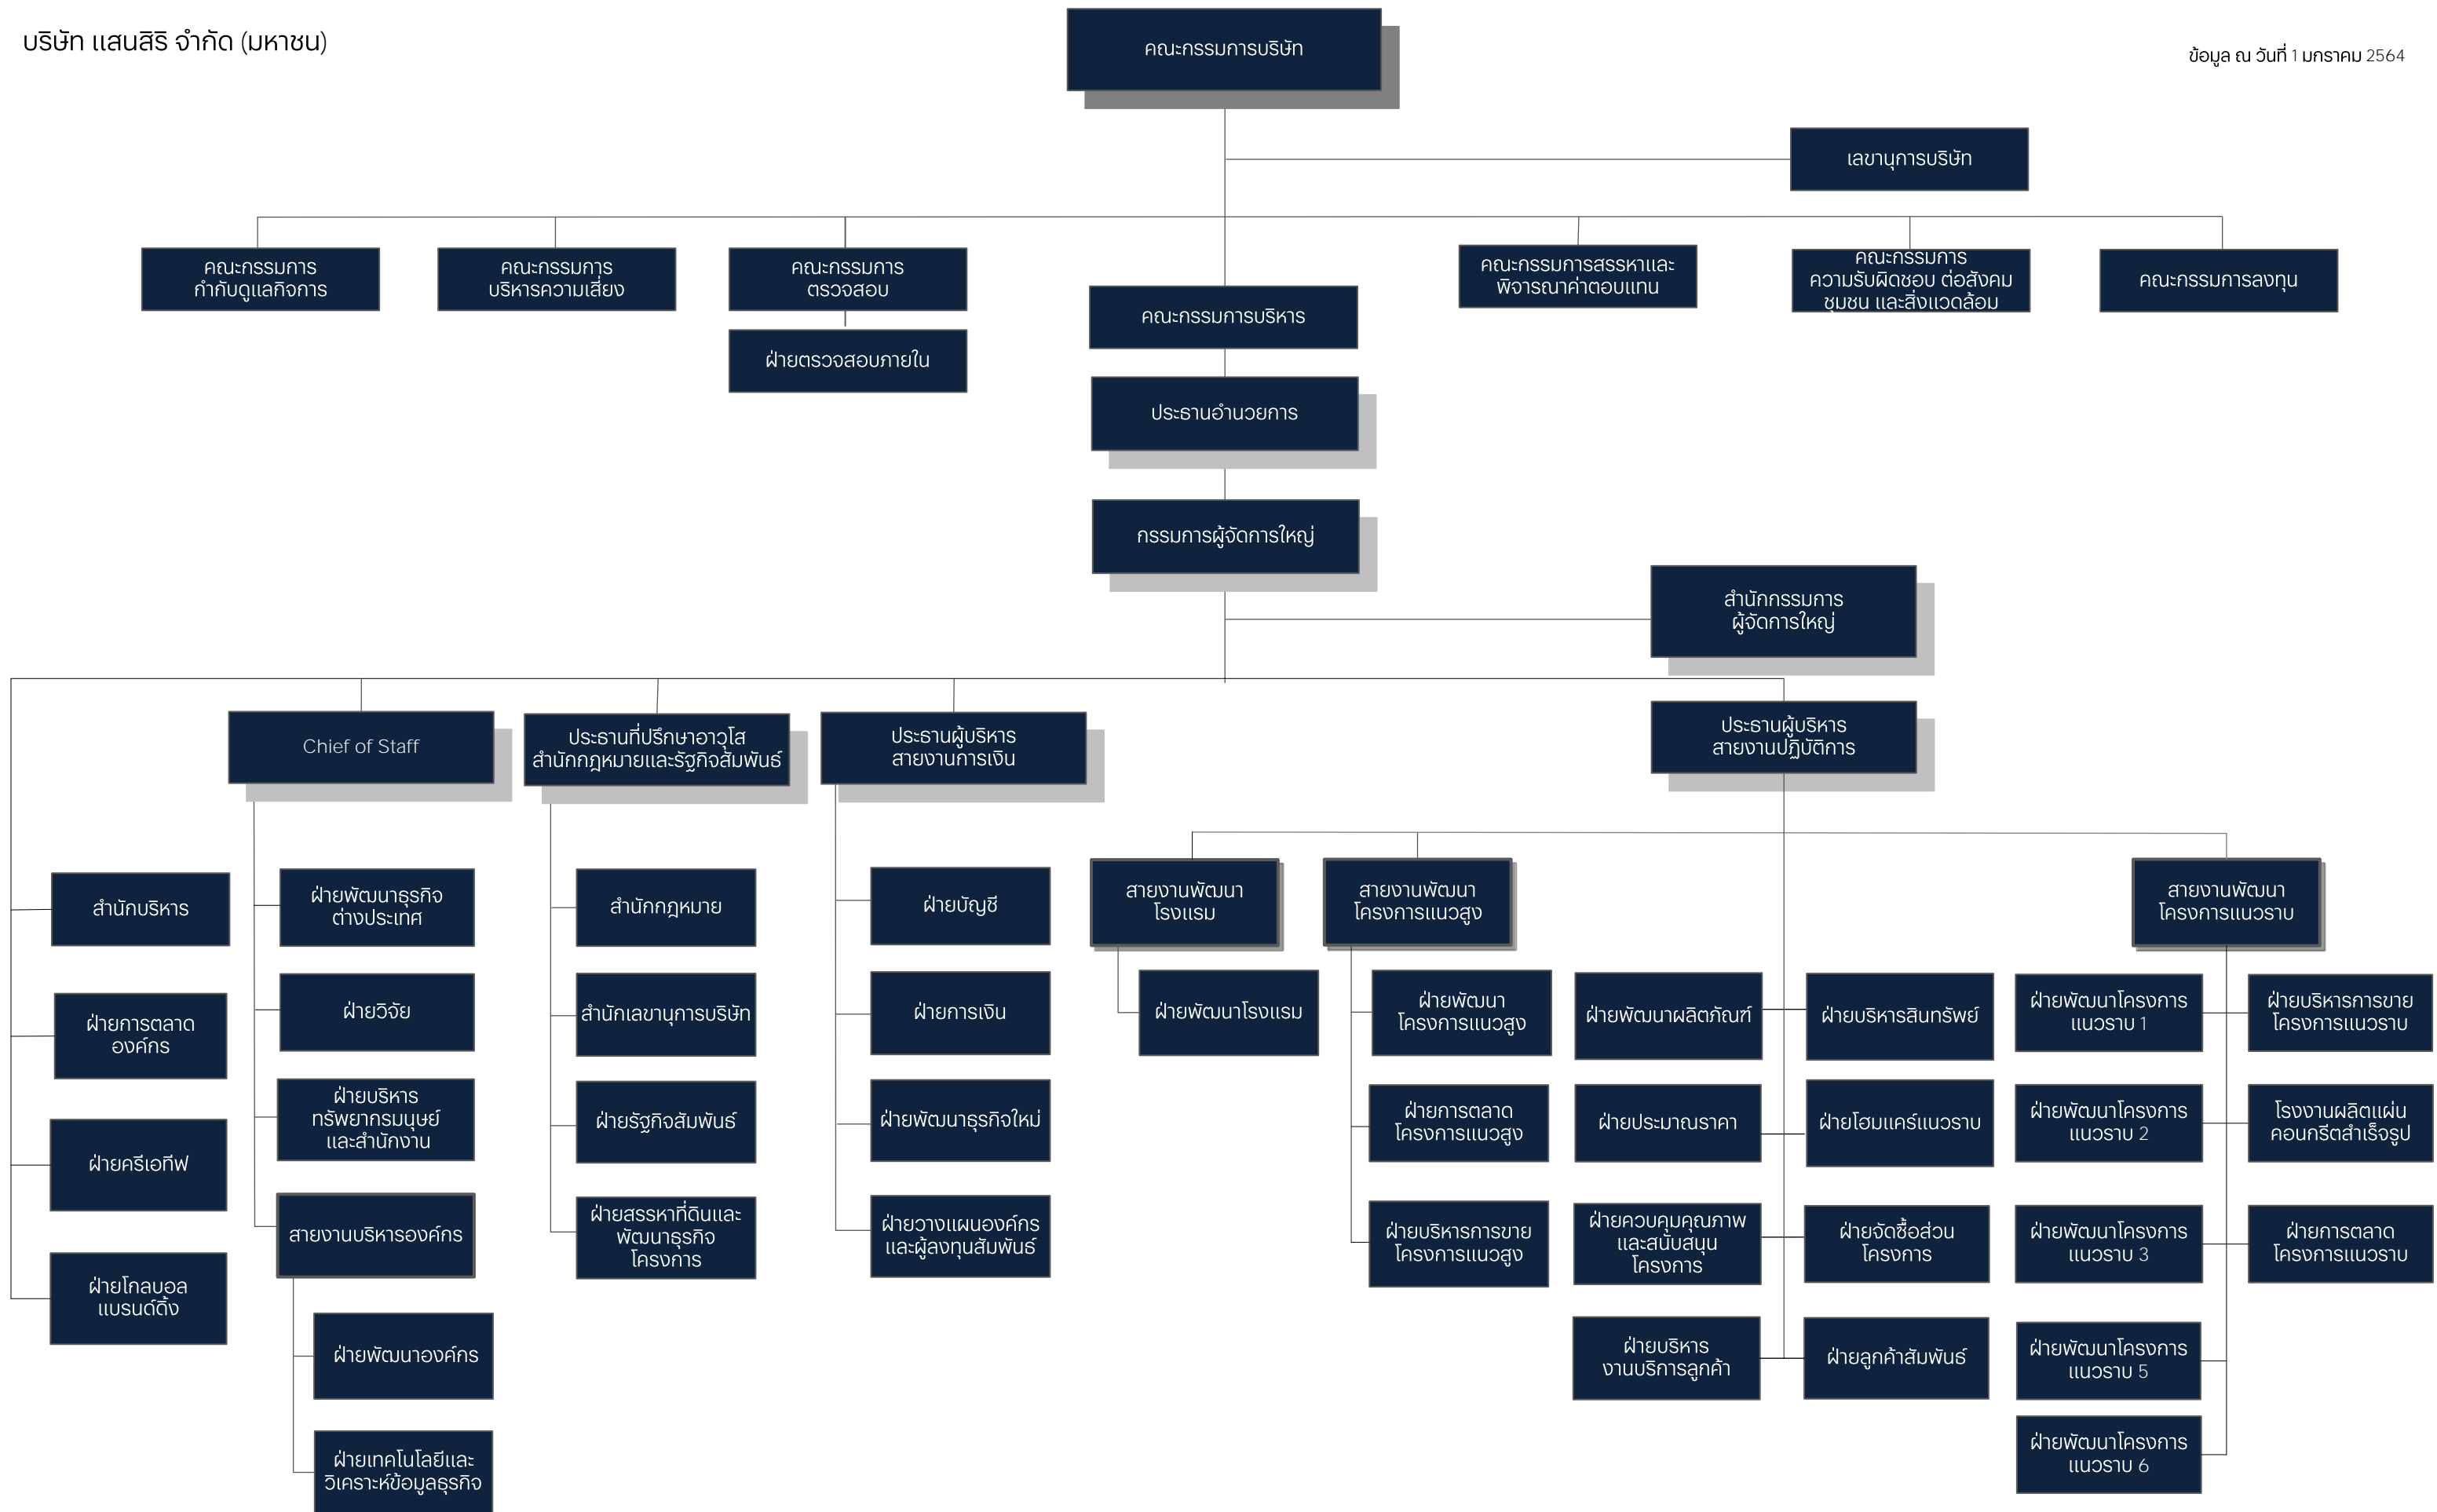 บริษัท แสนสิริ จำกัด (มหาชน)
ข้อมูล ณ วันที่ 1 มกราคม 2564
คณะกรรมการบริษัท
เลขานุการบริษัท
คณะกรรมการ
กำกับดูแลกิจการ
คณะกรรมการ
บริหารความเสี่ยง
คณะกรรมการ
ตรวจสอบ
ฝ่ายตรวจสอบภายใน
คณะกรรมการบริหาร
คณะกรรมการสรรหาและ
พิจารณาค่าตอบแทน
คณะกรรมการ
ความรับผิดชอบ ต่อสังคม
ชุมชน และสิ่งแวดล้อม
คณะกรรมการลงทุน
ประธานอำนวยการ
กรรมการผู้จัดการใหญ่
สำนักกรรมการ
ผู้จัดการใหญ่
Chief of Staff
ประธานที่ปรึกษาอาวุโส
สำนักกฎหมายและรัฐกิจสัมพันธ์
ประธานผู้บริหาร
สายงานการเงิน
ประธานผู้บริหาร
สายงานปฏิบัติการ
สำนักบริหาร
ฝ่ายการตลาด
องค์กร
ฝ่ายครีเอทีฟ
ฝ่ายโกลบอล
แบรนด์ดิ้ง
ฝ่ายพัฒนาธุรกิจ
ต่างประเทศ
ฝ่ายวิจัย
ฝ่ายบริหาร
ทรัพยากรมนุษย์
และสำนักงาน
สายงานบริหารองค์กร
ฝ่ายพัฒนาองค์กร
ฝ่ายเทคโนโลยีและ
วิเคราะห์ข้อมูลธุรกิจ
สำนักกฎหมาย
สำนักเลขานุการบริษัท
ฝ่ายรัฐกิจสัมพันธ์
ฝ่ายสรรหาที่ดินและ
พัฒนาธุรกิจ
โครงการ
ฝ่ายบัญชี
ฝ่ายการเงิน
ฝ่ายพัฒนาธุรกิจใหม่
ฝ่ายวางแผนองค์กร
และผู้ลงทุนสัมพันธ์
สายงานพัฒนา
โรงแรม
ฝ่ายพัฒนาโรงแรม
สายงานพัฒนา
โครงการแนวสูง
ฝ่ายพัฒนา
โครงการแนวสูง
ฝ่ายการตลาด
โครงการแนวสูง
ฝ่ายบริหารการขาย
โครงการแนวสูง
ฝ่ายพัฒนาผลิตภัณฑ์
ฝ่ายบริหารสินทรัพย์
ฝ่ายประมาณราคา
ฝ่ายโฮมแคร์แนวราบ
ฝ่ายควบคุมคุณภาพ
และสนับสนุน
โครงการ
ฝ่ายจัดซื้อส่วน
โครงการ
ฝ่ายบริหาร
งานบริการลูกค้า
ฝ่ายลูกค้าสัมพันธ์
สายงานพัฒนา
โครงการแนวราบ
ฝ่ายพัฒนาโครงการ
แนวราบ 1
ฝ่ายบริหารการขาย
โครงการแนวราบ
ฝ่ายพัฒนาโครงการ
แนวราบ 2
โรงงานผลิตแผ่น
คอนกรีตสำเร็จรูป
ฝ่ายพัฒนาโครงการ
แนวราบ 3
ฝ่ายการตลาด
โครงการแนวราบ
ฝ่ายพัฒนาโครงการ
แนวราบ 5
ฝ่ายพัฒนาโครงการ
แนวราบ 6